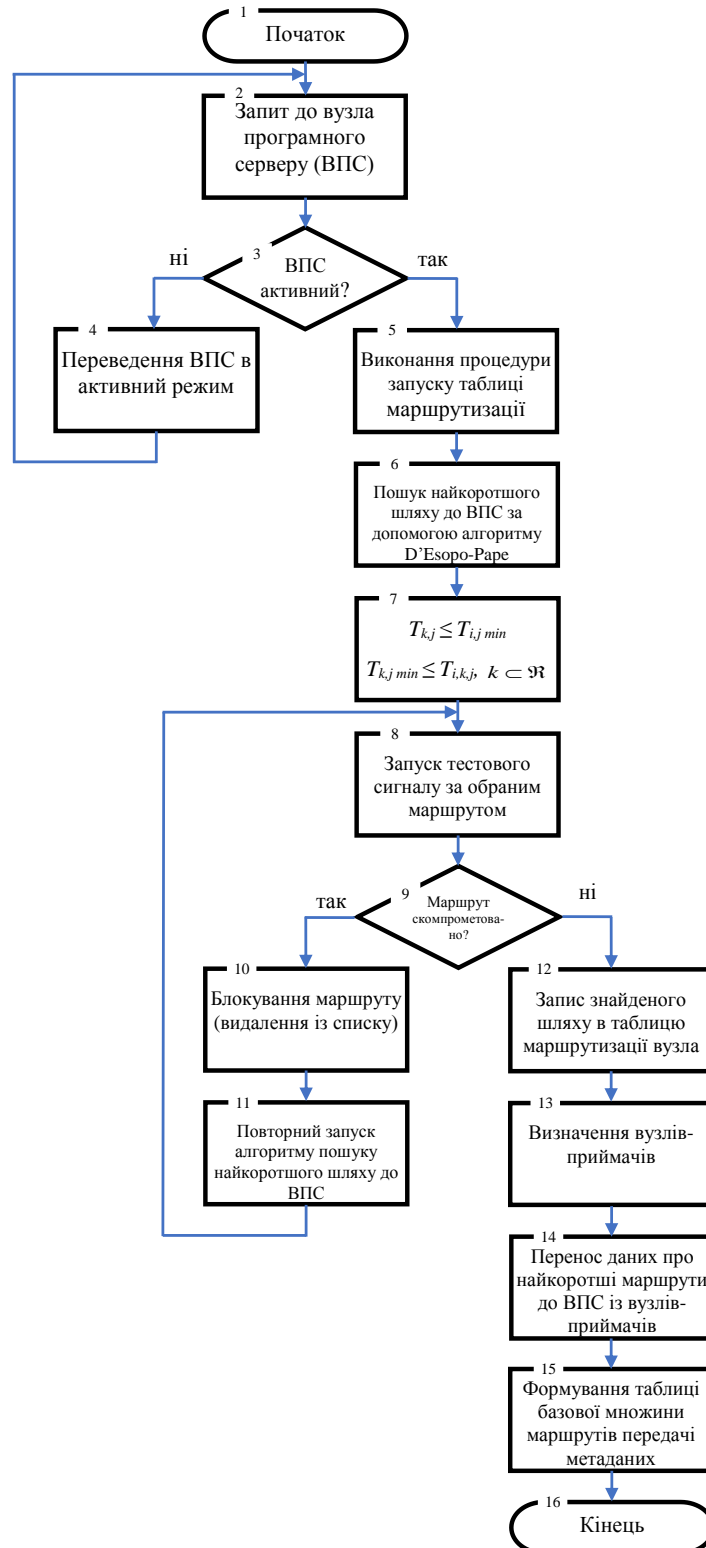 1
Початок
2
Запит до вузла
програмного
серверу (ВПС)
3
ні
ВПС
активний?
так
4
Переведення ВПС в
активний режим
5
Виконання процедури
запуску таблиці
маршрутизації
6
Пошук найкоротшого
шляху до ВПС за
допомогою алгоритму
D’Esopo-Pape
7
T k,j ≤ T i,j min
T k,j min ≤ T i,k,j, k ⊂ ℜ
8
Запуск тестового
сигналу за обраним
маршрутом
9
так
Маршрут
скомпрометова-
но?
ні
10
Блокування маршруту
(видалення із списку)
11
Повторний запуск
алгоритму пошуку
найкоротшого шляху до
ВПС
12
Запис знайденого
шляху в таблицю
маршрутизації вузла
13
Визначення вузлів-
приймачів
14
Перенос даних про
найкоротші маршрути
до ВПС із вузлів-
приймачів
15
Формування таблиці
базової множини
маршрутів передачі
метаданих
16
Кінець